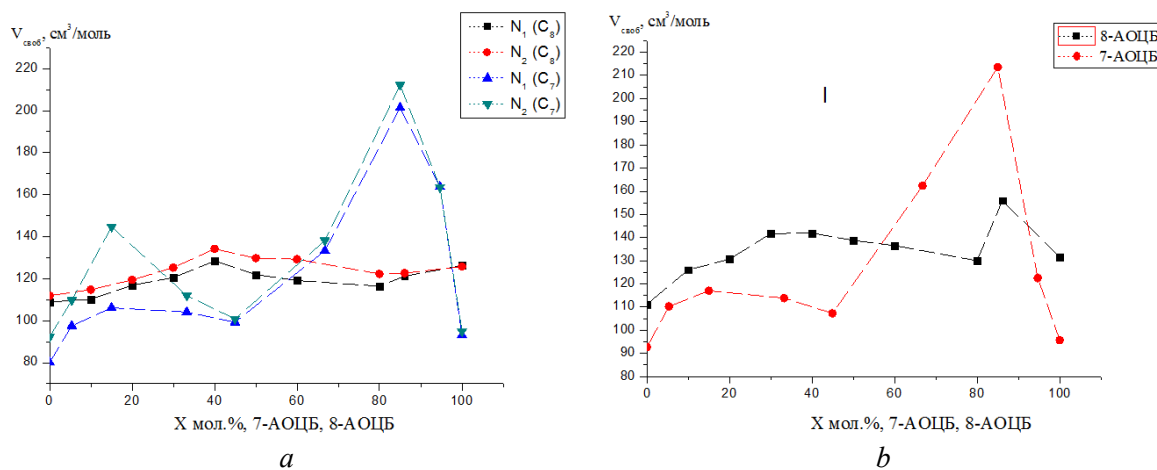 V_своб, см³/моль
N₁ (C₈)
N₂ (C₈)
N₁ (C₇)
N₂ (C₇)
220
200
180
160
140
120
100
80
0 20 40 60 80 100
X мол.%, 7-АОЦБ, 8-АОЦБ
a
V_своб, см³/моль
8-АОЦБ
7-АОЦБ
220
210
200
190
180
170
160
150
140
130
120
110
100
90
80
0 20 40 60 80 100
X мол.%, 7-АОЦБ, 8-АОЦБ
b